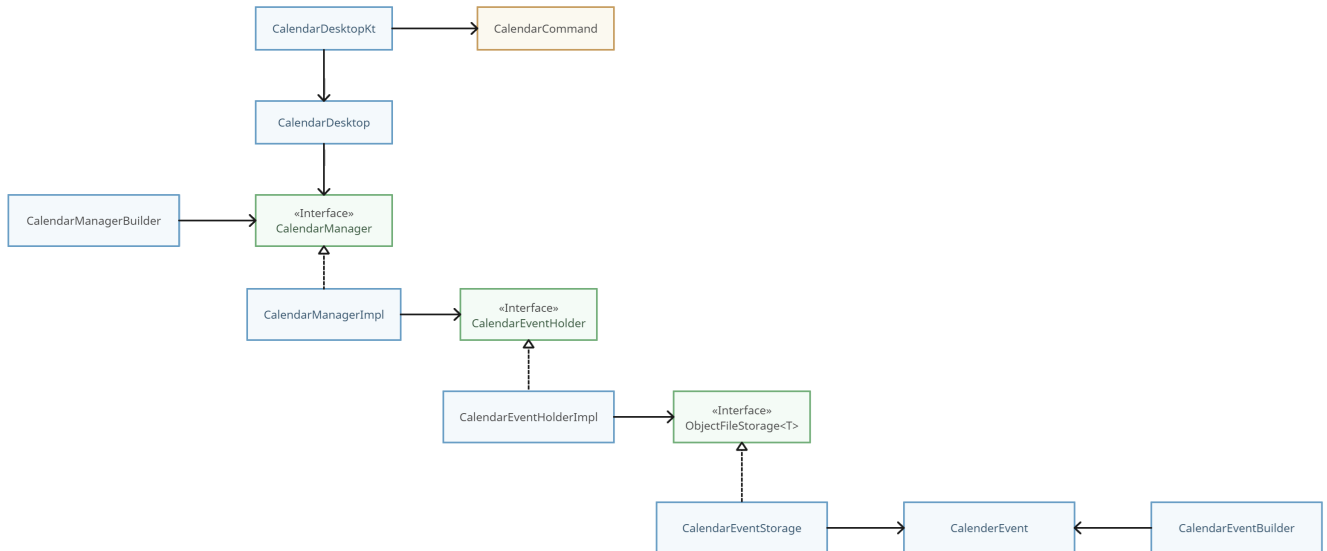 CalendarDesktopKt
CalendarCommand
CalendarDesktop
CalendarManagerBuilder
«Interface»
CalendarManager
CalendarManagerImpl
«Interface»
CalendarEventHolder
CalendarEventHolderImpl
«Interface»
ObjectFileStorage<T>
CalendarEventStorage
CalenderEvent
CalendarEventBuilder